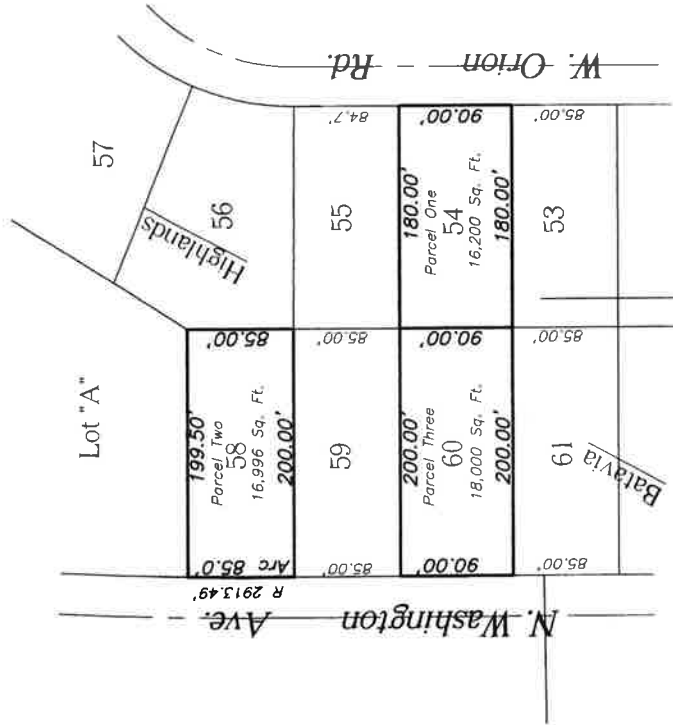 W. Orion Rd.
57
Highlands
56
84.7'
55
90.00'
180.00'
Parcel One
54
16,200 Sq. Ft.
180.00'
85.00'
53
Lot "A"
85.00'
199.50'
Parcel Two
58
16,996 Sq. Ft.
200.00'
Arc 85.0'
R 2913.49'
85.00'
59
85.00'
90.00'
200.00'
Parcel Three
60
18,000 Sq. Ft.
200.00'
90.00'
85.00'
61
85.00'
Batavia
N. Washington Ave.